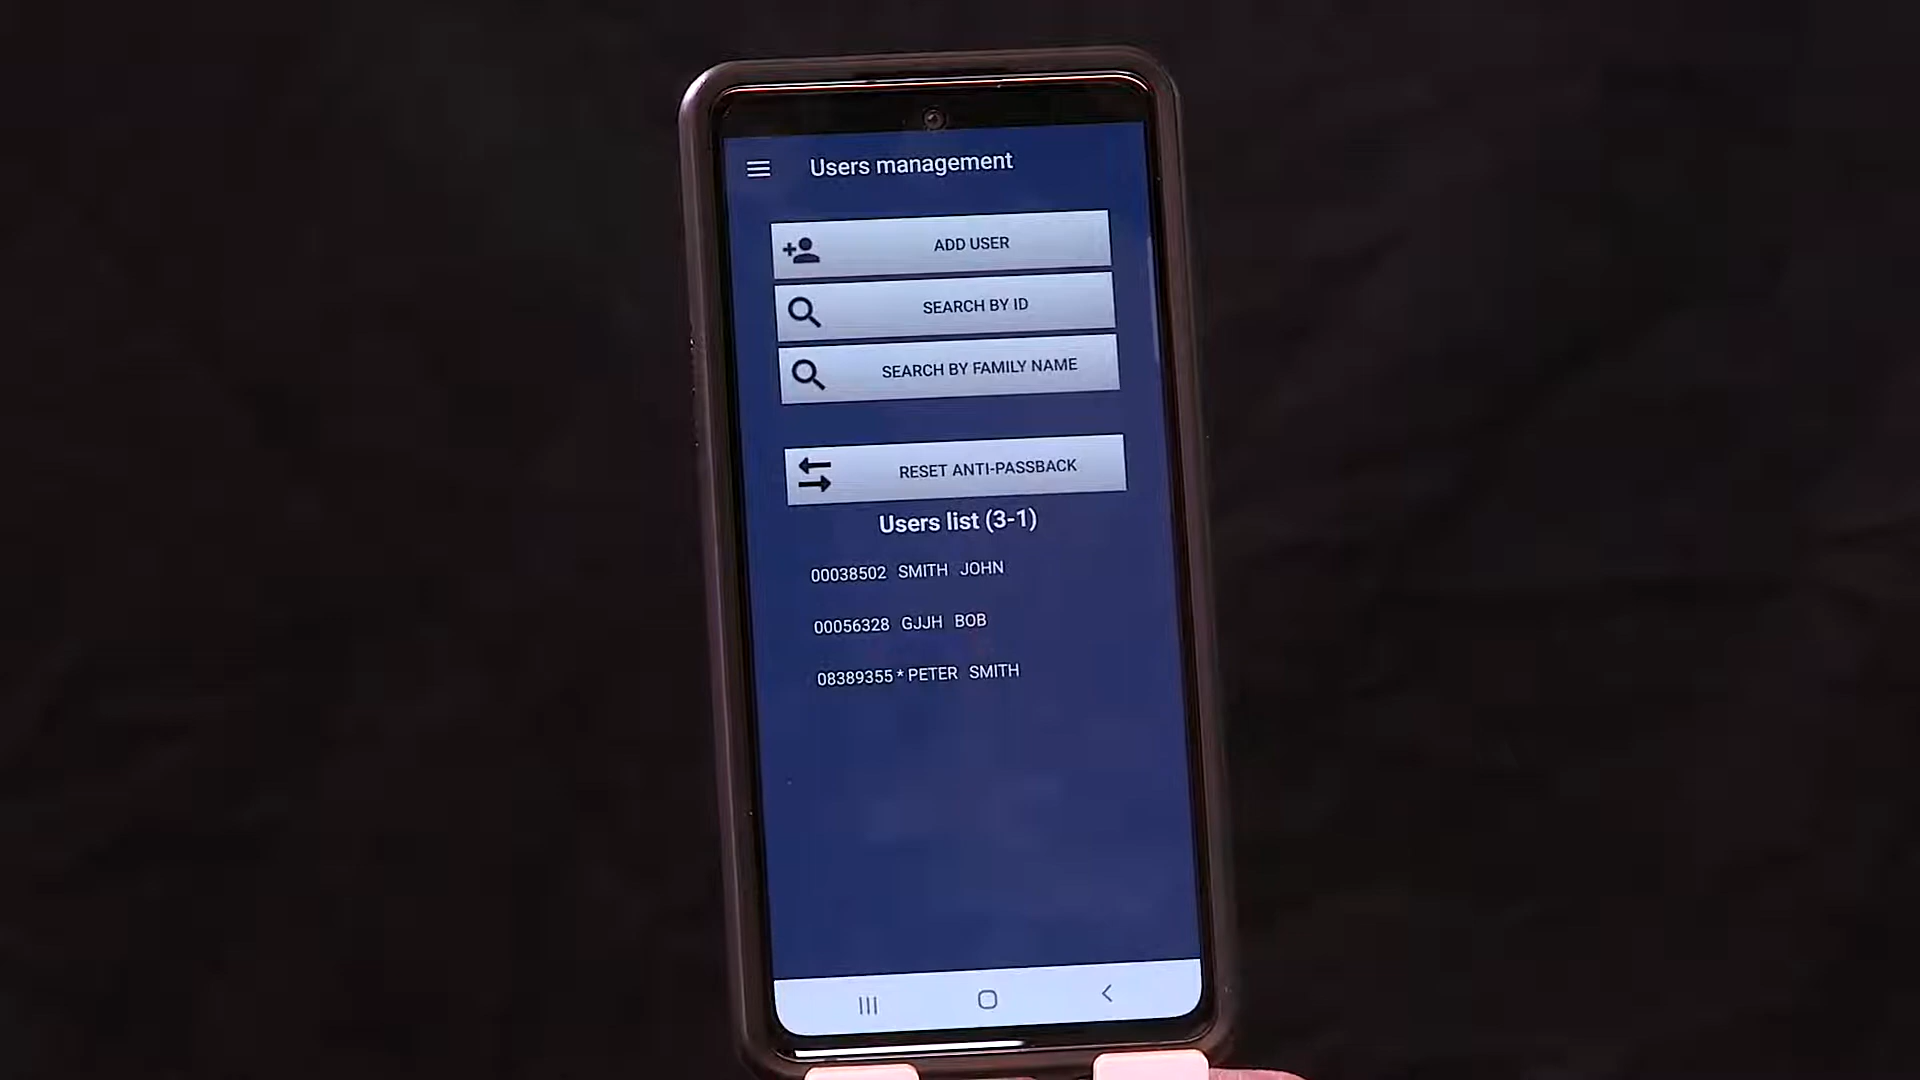 Users management
ADD USER
SEARCH BY ID
SEARCH BY FAMILY NAME
RESET ANTI-PASSBACK
Users list (3-1)
00038502 SMITH JOHN
00056328 GJJH BOB
08389355 * PETER SMITH